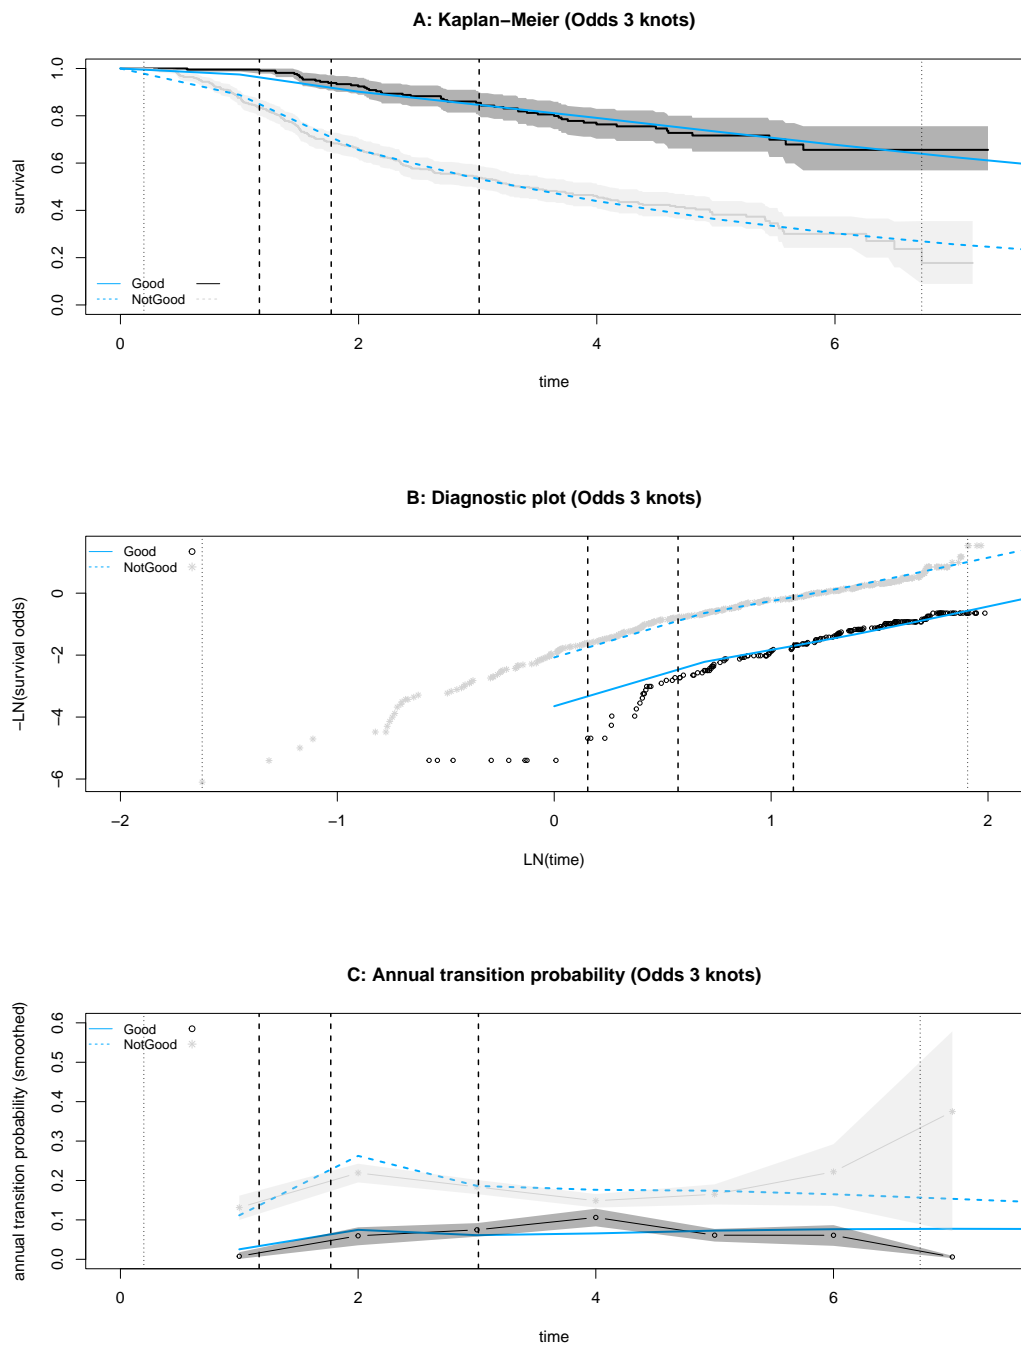 A: Kaplan−Meier (Odds 3 knots)
survival
1.0
0.8
0.6
0.4
0.2
0.0
Good
NotGood
0 2 4 6
time
B: Diagnostic plot (Odds 3 knots)
−LN(survival odds)
Good
NotGood
0
−2
−4
−6
−2 −1 0 1 2
LN(time)
C: Annual transition probability (Odds 3 knots)
annual transition probability (smoothed)
Good
NotGood
0.6
0.5
0.4
0.3
0.2
0.1
0.0
0 2 4 6
time